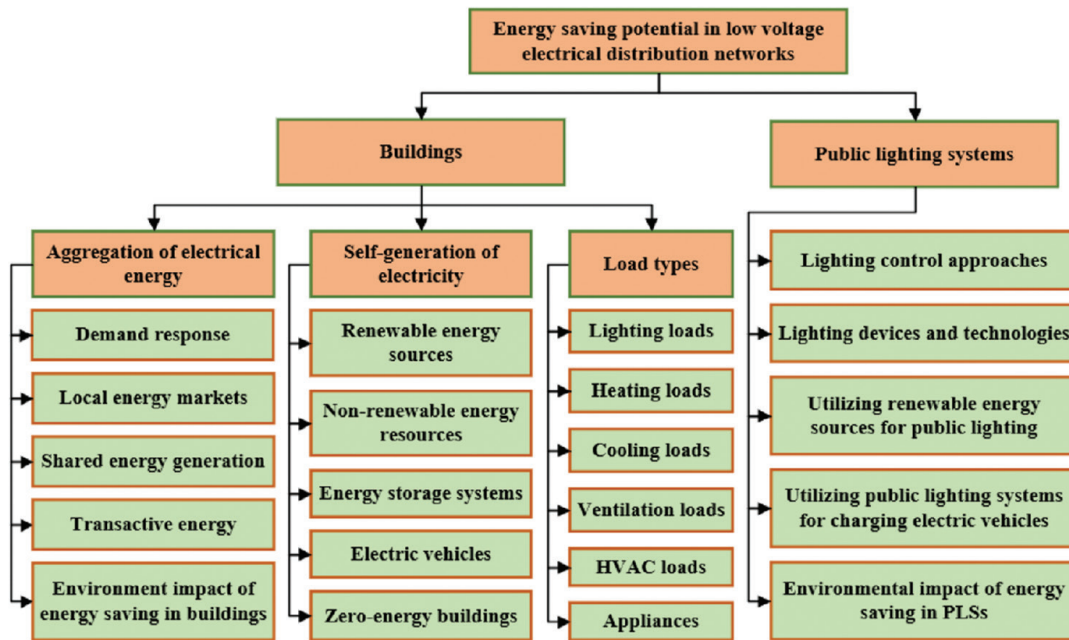 Energy saving potential in low voltage
electrical distribution networks
Buildings
Public lighting systems
Aggregation of electrical
energy
Demand response
Local energy markets
Shared energy generation
Transactive energy
Environment impact of
energy saving in buildings
Self-generation of
electricity
Renewable energy
sources
Non-renewable energy
resources
Energy storage systems
Electric vehicles
Zero-energy buildings
Load types
Lighting loads
Heating loads
Cooling loads
Ventilation loads
HVAC loads
Appliances
Lighting control approaches
Lighting devices and technologies
Utilizing renewable energy
sources for public lighting
Utilizing public lighting systems
for charging electric vehicles
Environmental impact of energy
saving in PLSs